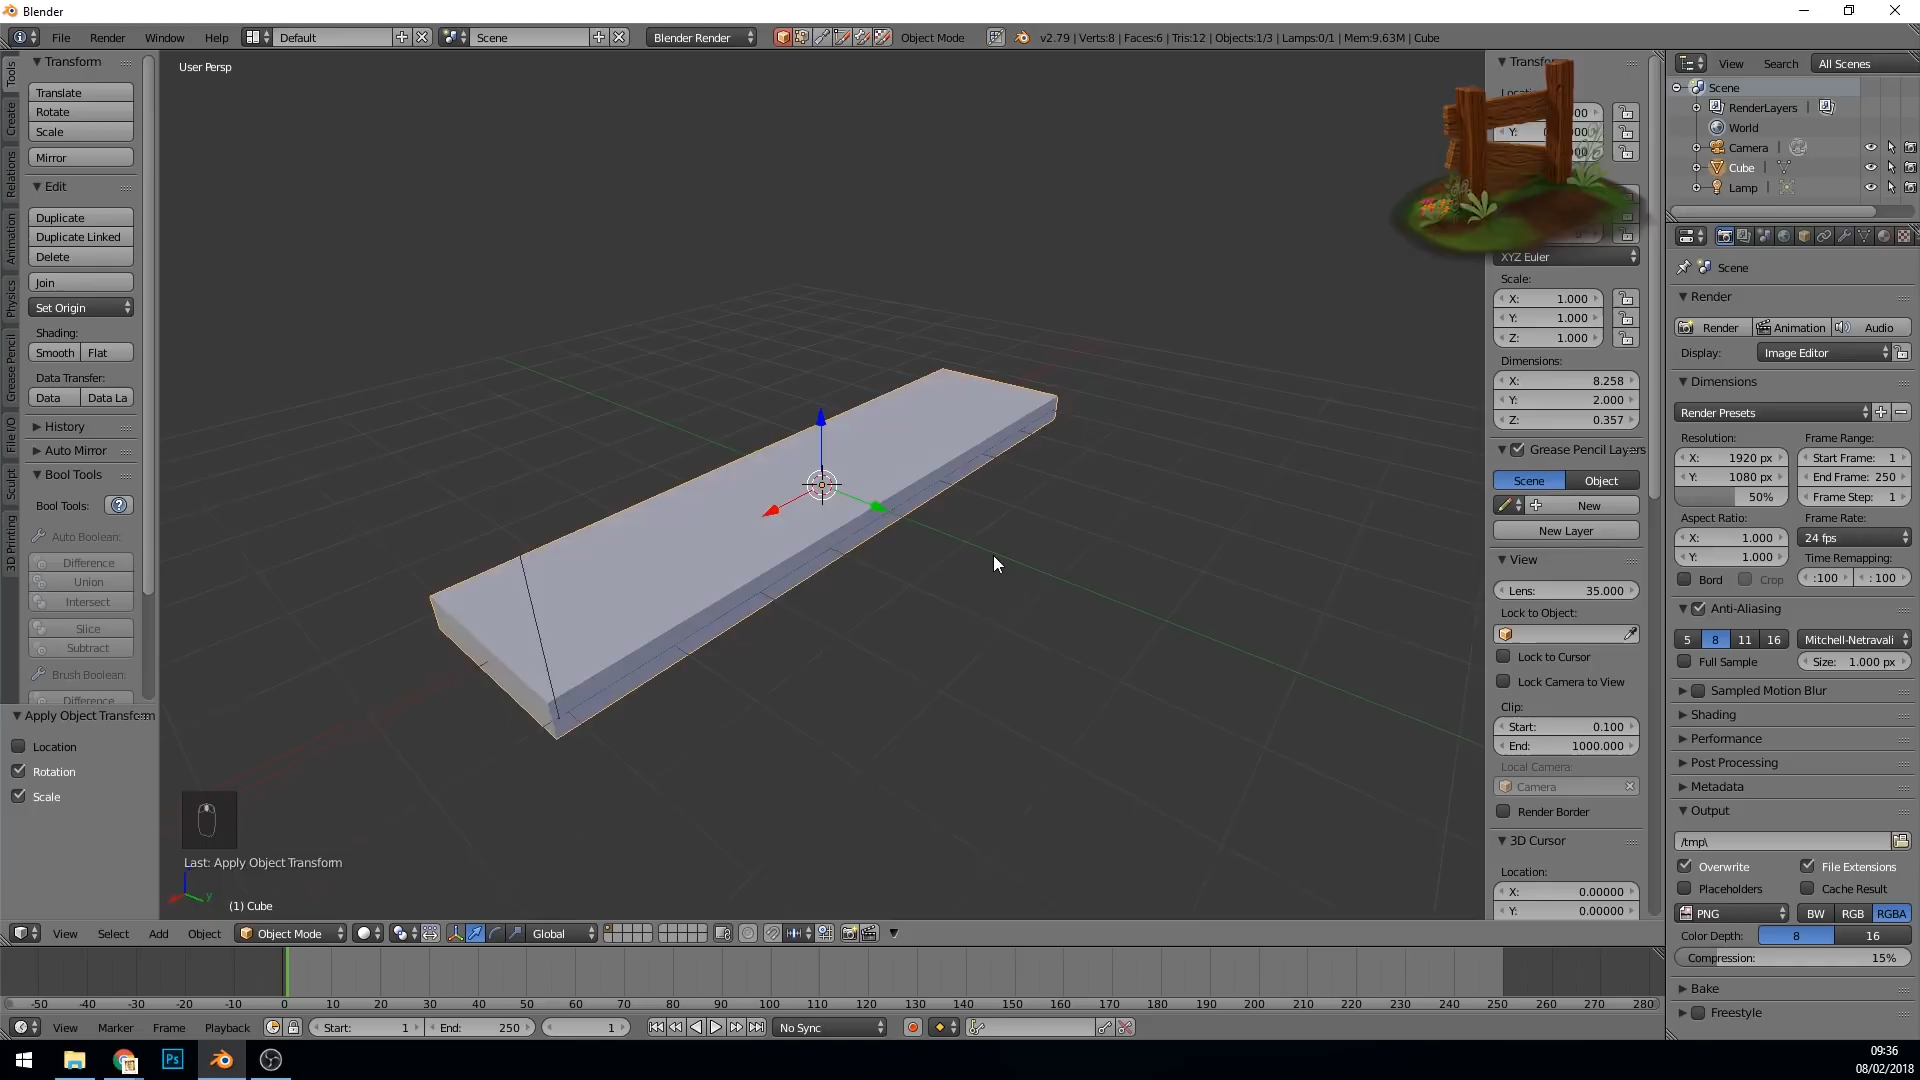 Blender
File Render Window Help Default Scene Blender Render Object Mode v2.79 | Verts:8 | Faces:6 | Tris:12 | Objects:1/3 | Lamps:0/1 | Mem:9.63M | Cube
Tools
Create
Relations
Animation
Physics
Grease Pencil
File I/O
Sculpt
3D Printing
Transform
Translate
Rotate
Scale
Mirror
Edit
Duplicate
Duplicate Linked
Delete
Join
Set Origin
Shading:
Smooth Flat
Data Transfer:
Data Data La
History
Auto Mirror
Bool Tools
Bool Tools:
Auto Boolean:
Difference
Union
Intersect
Slice
Subtract
Brush Boolean:
Difference
Apply Object Transform
Location
Rotation
Scale
User Persp
Last: Apply Object Transform
y
(1) Cube
Y:
XYZ Euler
Scale:
X: 1.000
Y: 1.000
Z: 1.000
Dimensions:
X: 8.258
Y: 2.000
Z: 0.357
Grease Pencil Layers
Scene Object
New
New Layer
View
Lens: 35.000
Lock to Object:
Lock to Cursor
Lock Camera to View
Clip:
Start: 0.100
End: 1000.000
Local Camera:
Camera
Render Border
3D Cursor
Location:
X: 0.00000
Y: 0.00000
View Search All Scenes
Scene
RenderLayers
World
Camera
Cube
Lamp
Scene
Render
Render Animation Audio
Display: Image Editor
Dimensions
Render Presets
Resolution: Frame Range:
X: 1920 px Start Frame: 1
Y: 1080 px End Frame: 250
50% Frame Step: 1
Aspect Ratio: Frame Rate:
X: 1.000 24 fps
Y: 1.000 Time Remapping:
Bord Crop :100 : 100
Anti-Aliasing
5 8 11 16 Mitchell-Netravali
Full Sample Size: 1.000 px
Sampled Motion Blur
Shading
Performance
Post Processing
Metadata
Output
/tmp\
Overwrite File Extensions
Placeholders Cache Result
PNG BW RGB RGBA
Color Depth: 8 16
Compression: 15%
Bake
Freestyle
View Select Add Object Object Mode Global
-50 -40 -30 -20 -10 0 10 20 30 40 50 60 70 80 90 100 110 120 130 140 150 160 170 180 190 200 210 220 230 240 250 260 270 280
View Marker Frame Playback Start: 1 End: 250 1 No Sync
Ps
09:36
08/02/2018